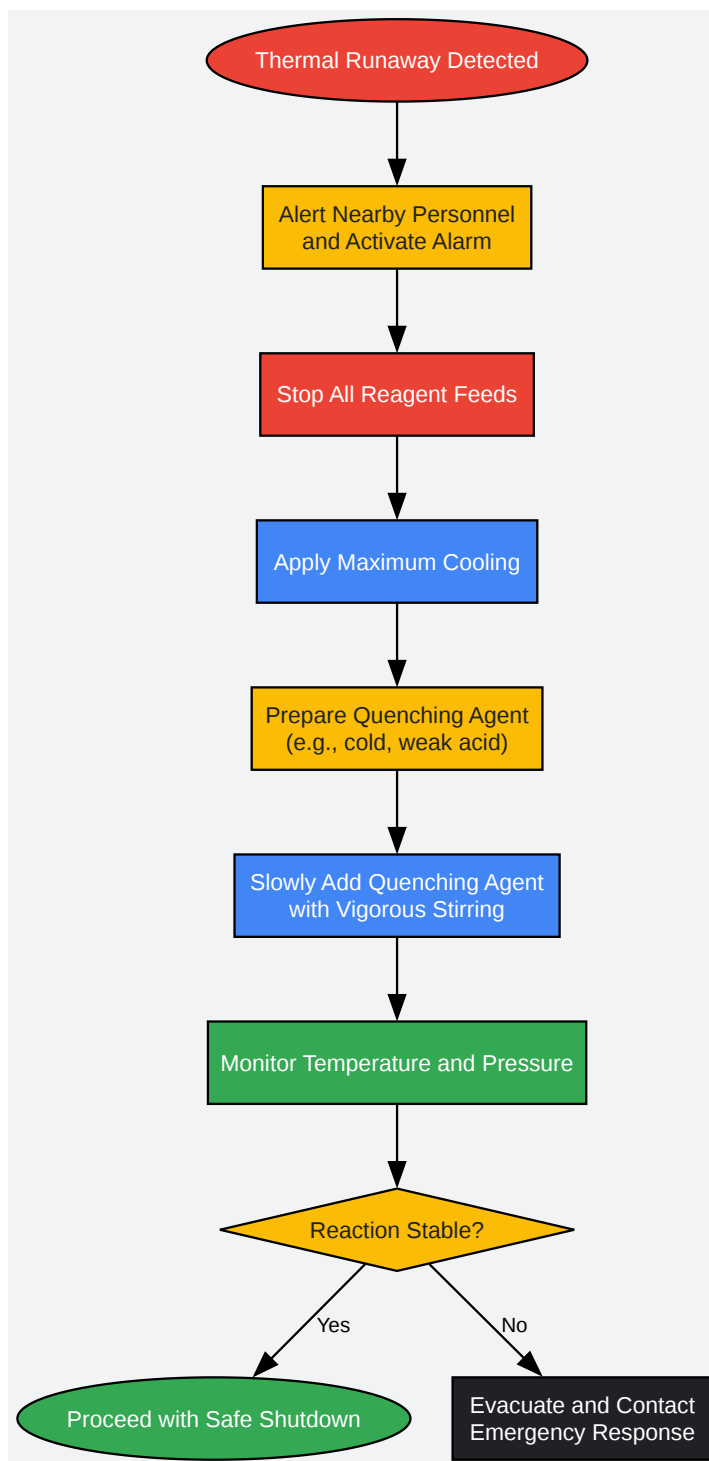 Thermal Runaway Detected
Alert Nearby Personnel
and Activate Alarm
Stop All Reagent Feeds
Apply Maximum Cooling
Prepare Quenching Agent
(e.g., cold, weak acid)
Slowly Add Quenching Agent
with Vigorous Stirring
Monitor Temperature and Pressure
Reaction Stable?
Yes
No
Proceed with Safe Shutdown
Evacuate and Contact
Emergency Response